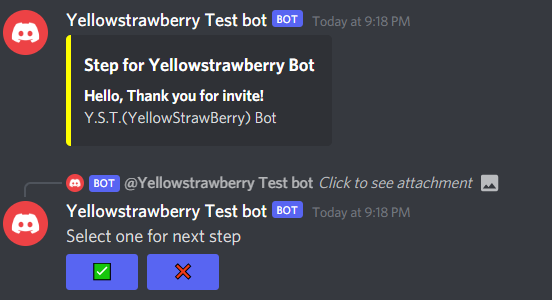 Yellowstrawberry Test bot BOT Today at 9:18 PM
Step for Yellowstrawberry Bot
Hello, Thank you for invite!
Y.S.T.(YellowStrawBerry) Bot
BOT @Yellowstrawberry Test bot Click to see attachment
Yellowstrawberry Test bot BOT Today at 9:18 PM
Select one for next step